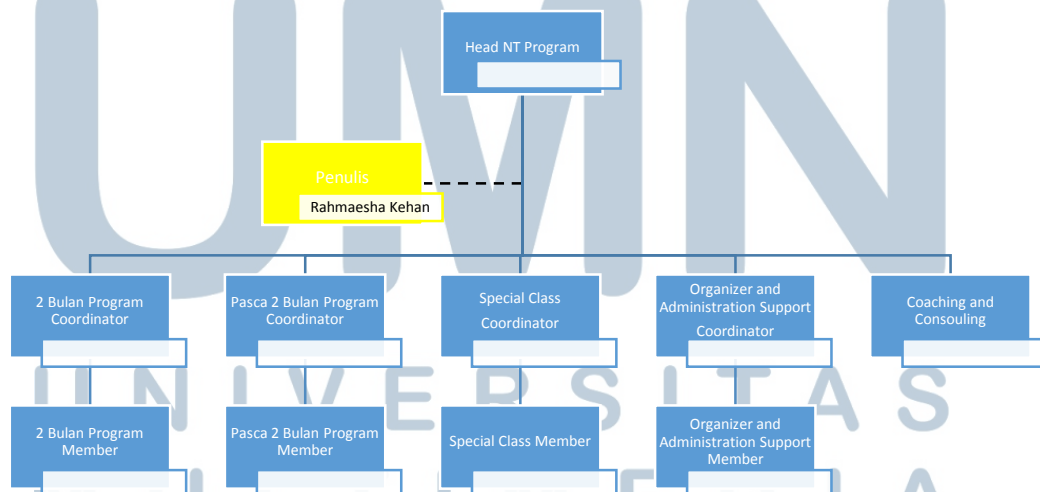 UMN
Head NT Program
Penulis
Rahmaesha Kehan
2 Bulan Program
Coordinator
Pasca 2 Bulan Program
Coordinator
Special Class
Coordinator
Organizer and
Administration Support
Coordinator
Coaching and
Consouling
UNIVERSITAS
2 Bulan Program
Member
Pasca 2 Bulan Program
Member
Special Class Member
Organizer and
Administration Support
Member